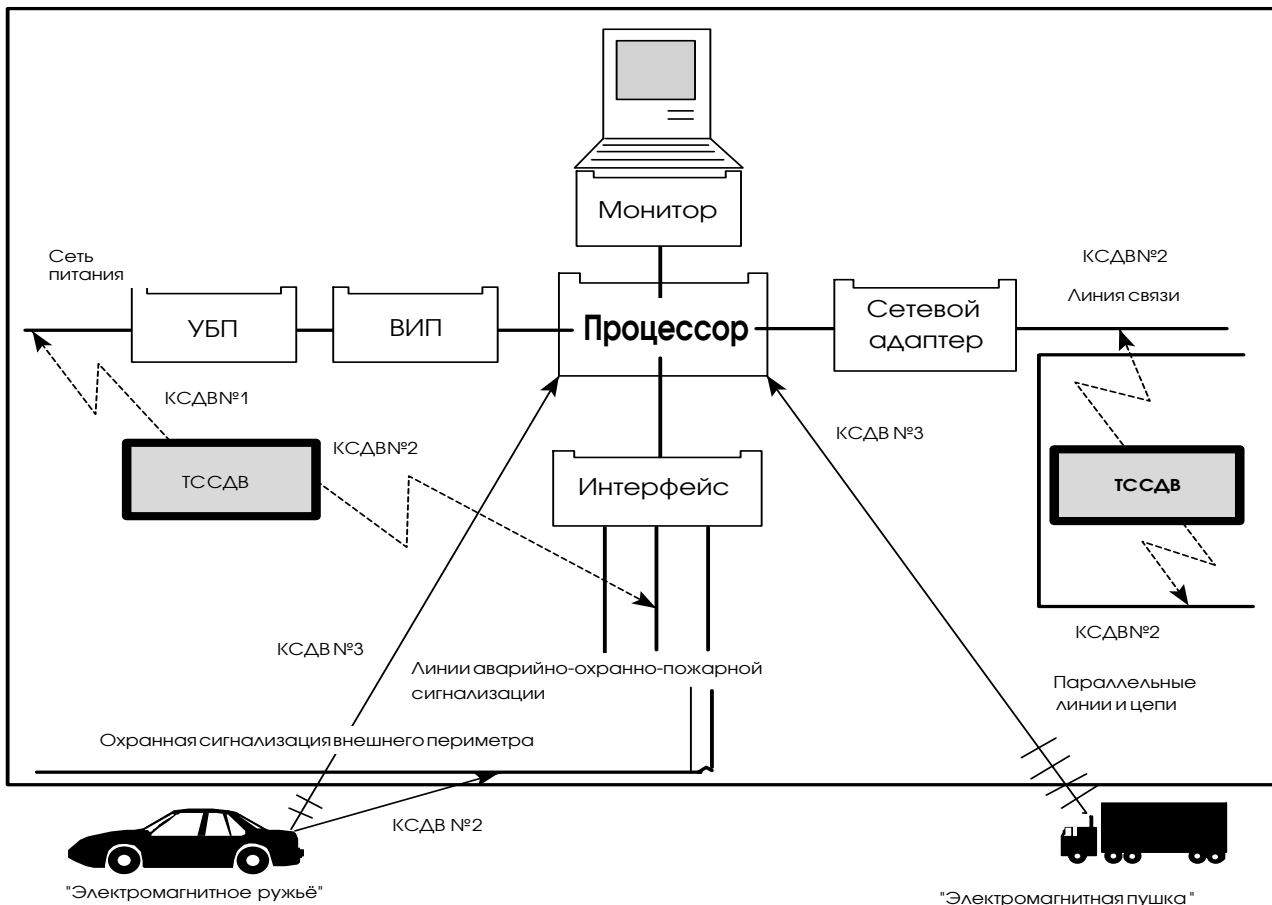 Монитор
Сеть
питания
УБП
ВИП
Процессор
Сетевой
адаптер
КСДВ№2
Линия связи
КСДВ№1
КСДВ№2
КСДВ №3
ТССДВ
Интерфейс
ТССДВ
КСДВ №3
Линии аварийно-охранно-пожарной
сигнализации
КСДВ№2
Параллельные
линии и цепи
Охранная сигнализация внешнего периметра
КСДВ №2
"Электромагнитное ружьё"
"Электромагнитная пушка"